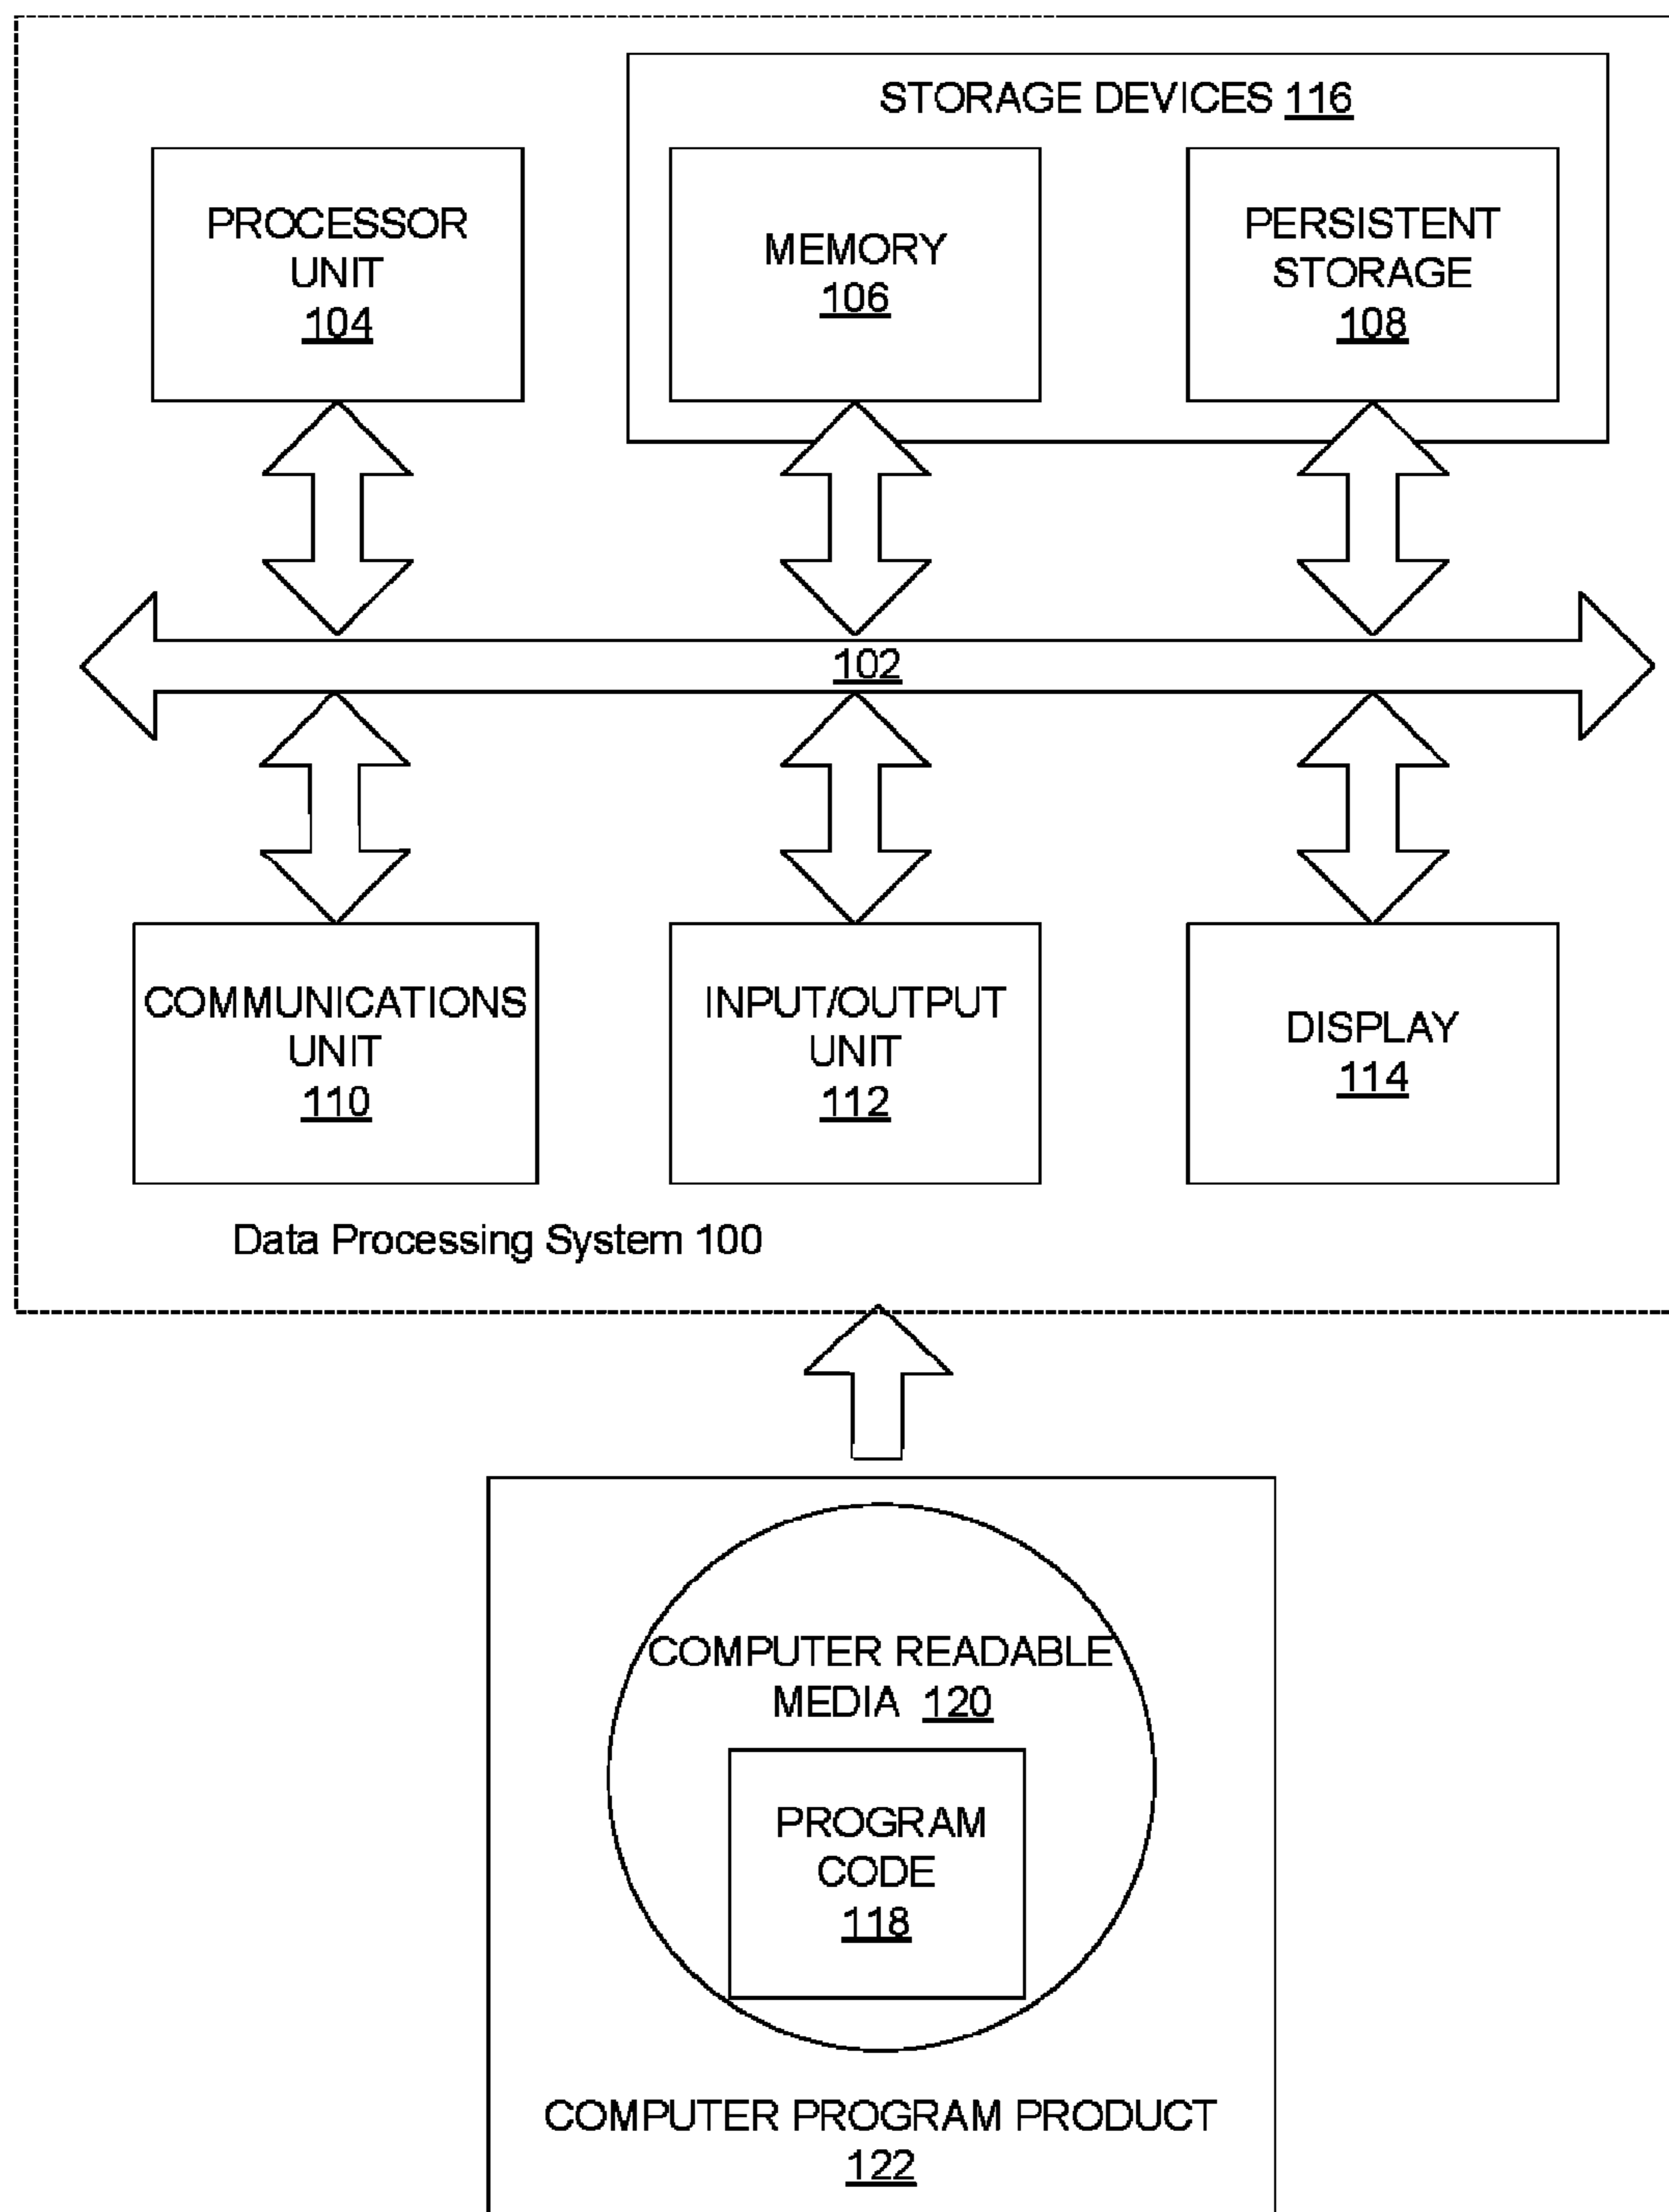 STORAGE DEVICES 116
PROCESSOR
UNIT
104
MEMORY
106
PERSISTENT
STORAGE
108
102
COMMUNICATIONS
UNIT
110
INPUT/OUTPUT
UNIT
112
DISPLAY
114
Data Processing System 100
COMPUTER READABLE
MEDIA 120
PROGRAM
CODE
118
COMPUTER PROGRAM PRODUCT
122